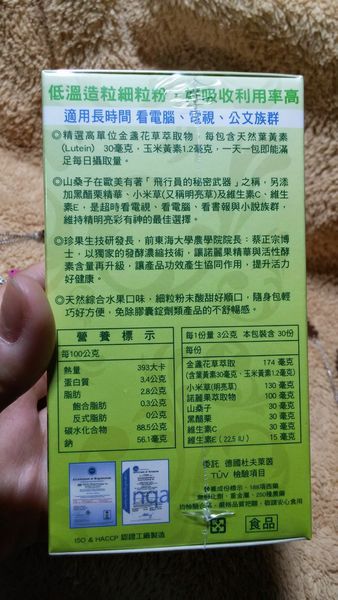 低溫造粒細粒粉，好吸收利用率高
適用長時間 看電腦、電視、公文族群
◎精選高單位金盞花草萃取物，每包含天然葉黃素
(Lutein) 30毫克，玉米黃素1.2毫克，一天一包即能滿
足每日攝取量。
◎山桑子在歐美有著「飛行員的秘密武器」之稱，另添
加黑醋栗精華、小米草(又稱明亮草)及維生素C、維生
素E，是超時看電視、看電腦、看書報與小說族群，
維持精明亮彩有神的最佳選擇。
◎珍果生技研發長，前東海大學農學院院長：蔡正宗博
士，以獨家的發酵濃縮技術，讓諾麗果精華與活性酵
素含量再升級，讓產品功效產生協同作用，提升活力
好健康。
◎天然綜合水果口味，細粒粉末酸甜好順口，隨身包輕
巧好方便，免除膠囊錠劑類產品的不舒暢感。
營養標示
每100公克
熱量 393大卡
蛋白質 3.4公克
脂肪 2.8公克
飽合脂肪 0.3公克
反式脂肪 0公克
碳水化合物 88.5公克
鈉 56.1毫克
每1份量 3公克 本包裝含 30份
每份
金盞花草萃取 174 毫克
(含葉黃素30毫克、玉米黃素1.2毫克)
小米草(明亮草) 130 毫克
諾麗果萃取物 100 毫克
山桑子 30 毫克
黑醋栗 30 毫克
維生素C 30 毫克
維生素E (22.5 IU) 15 毫克
nqa
ISO & HACCP 認證工廠製造
委託 德國杜夫萊茵
TÜV 檢驗項目
食品